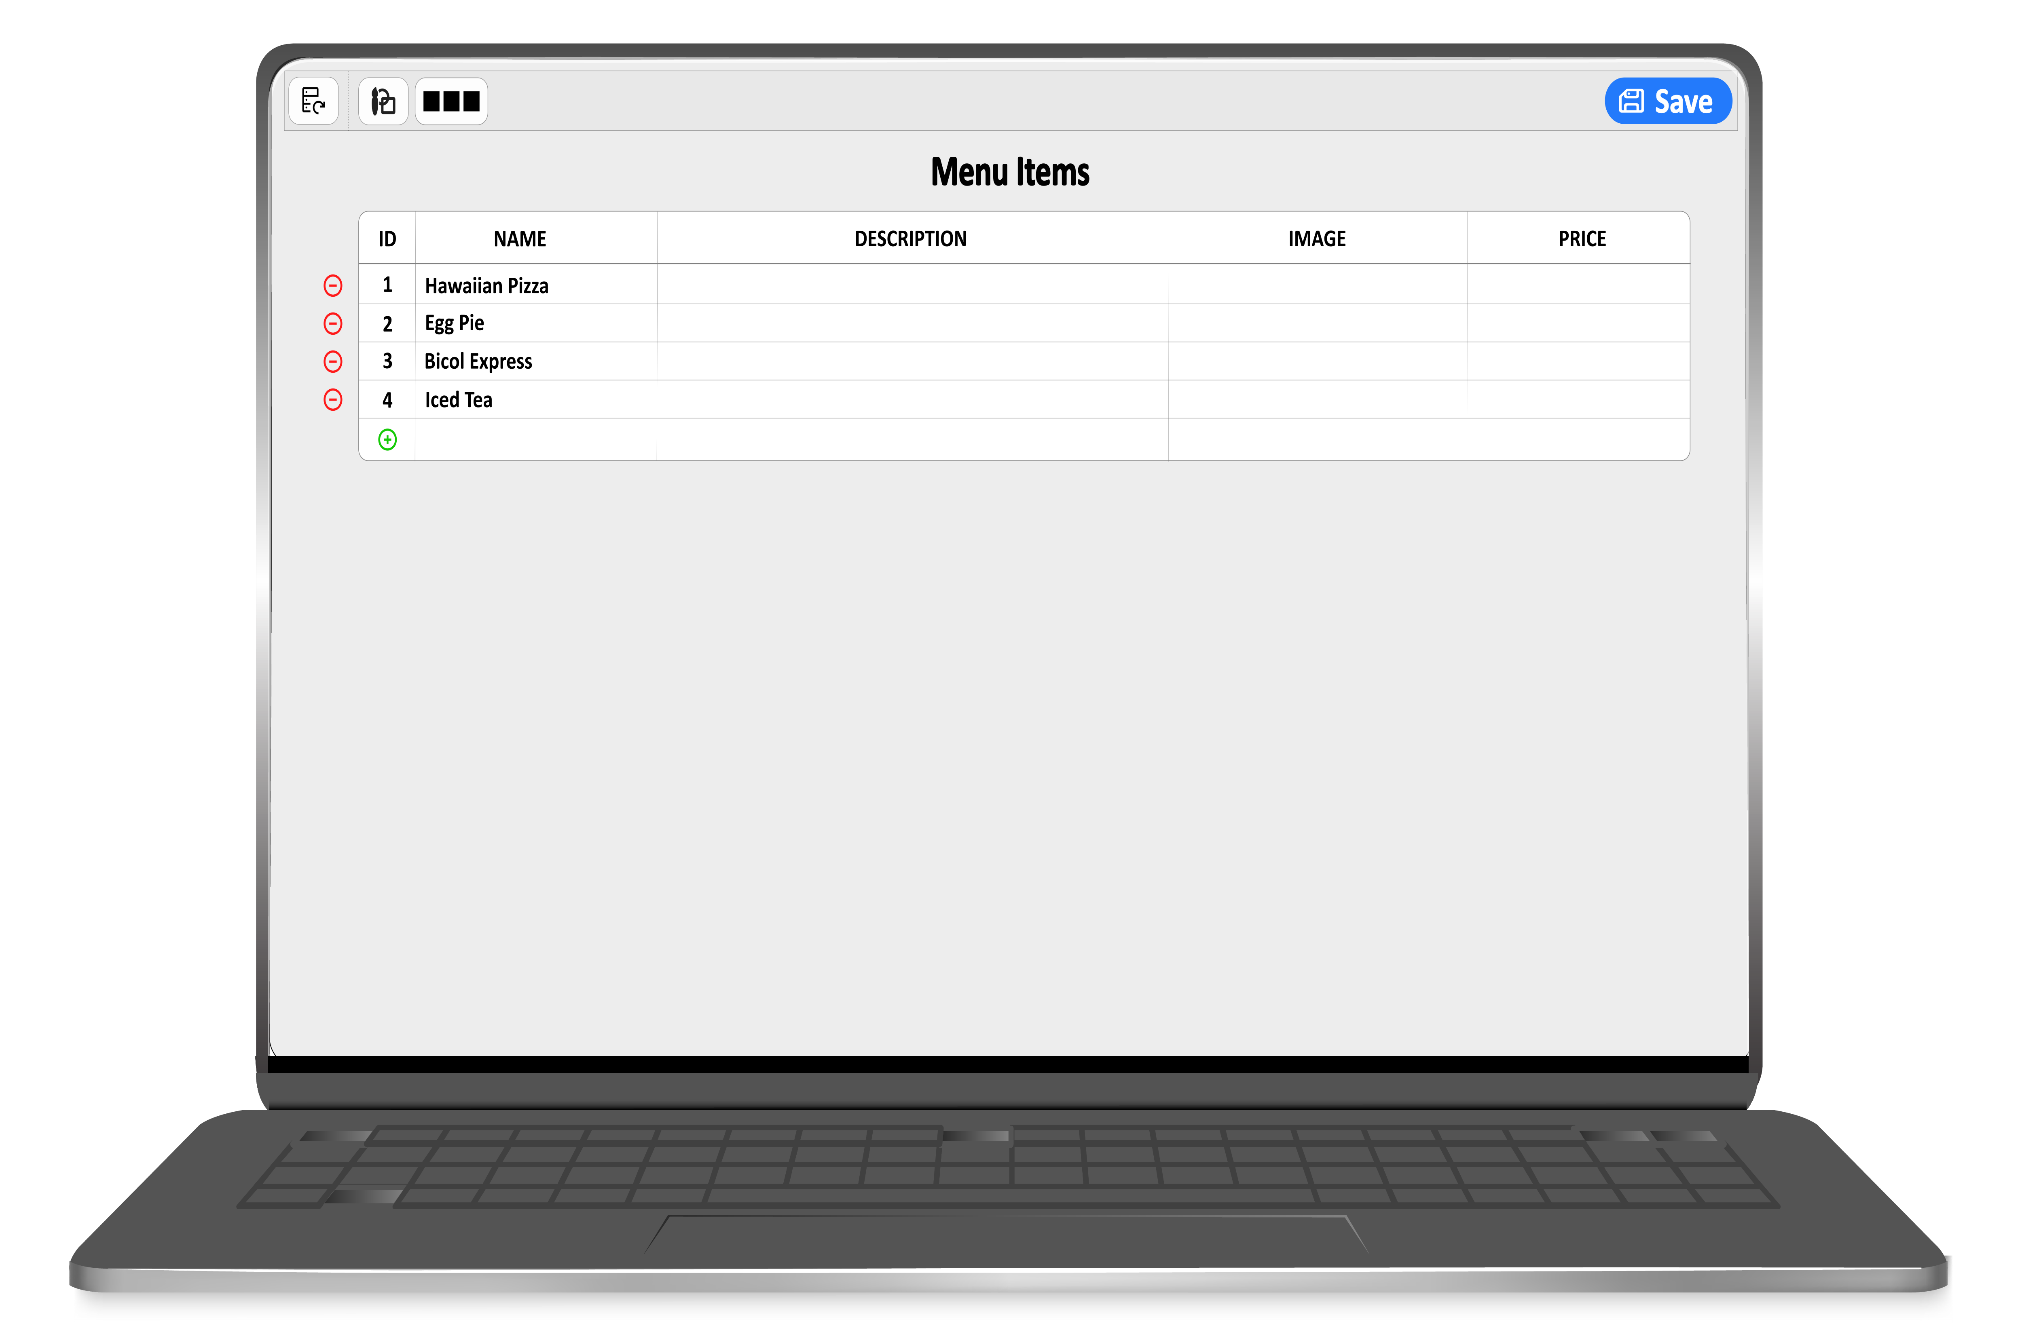 Save
Menu Items
ID NAME DESCRIPTION IMAGE PRICE
1 Hawaiian Pizza
2 Egg Pie
3 Bicol Express
4 Iced Tea